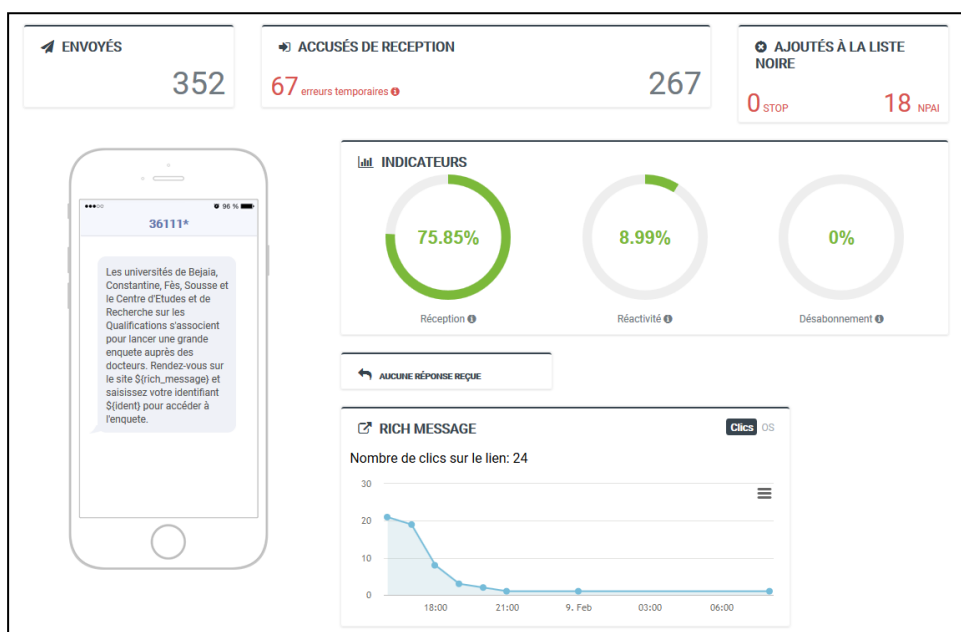 ENVOYÉS
352
ACCUSÉS DE RECEPTION
67 erreurs temporaires
267
AJOUTÉS À LA LISTE
NOIRE
0 STOP
18 NPAI
96 %
36111*
Les universités de Bejaia,
Constantine, Fès, Sousse et
le Centre d'Etudes et de
Recherche sur les
Qualifications s'associent
pour lancer une grande
enquete auprès des
docteurs. Rendez-vous sur
le site ${rich_message} et
saisissez votre identifiant
${ident} pour accéder à
l'enquete.
INDICATEURS
75.85%
8.99%
0%
Réception
Réactivité
Désabonnement
AUCUNE RÉPONSE REÇUE
RICH MESSAGE
Clics OS
Nombre de clics sur le lien: 24
30
20
10
0
18:00
21:00
9. Feb
03:00
06:00